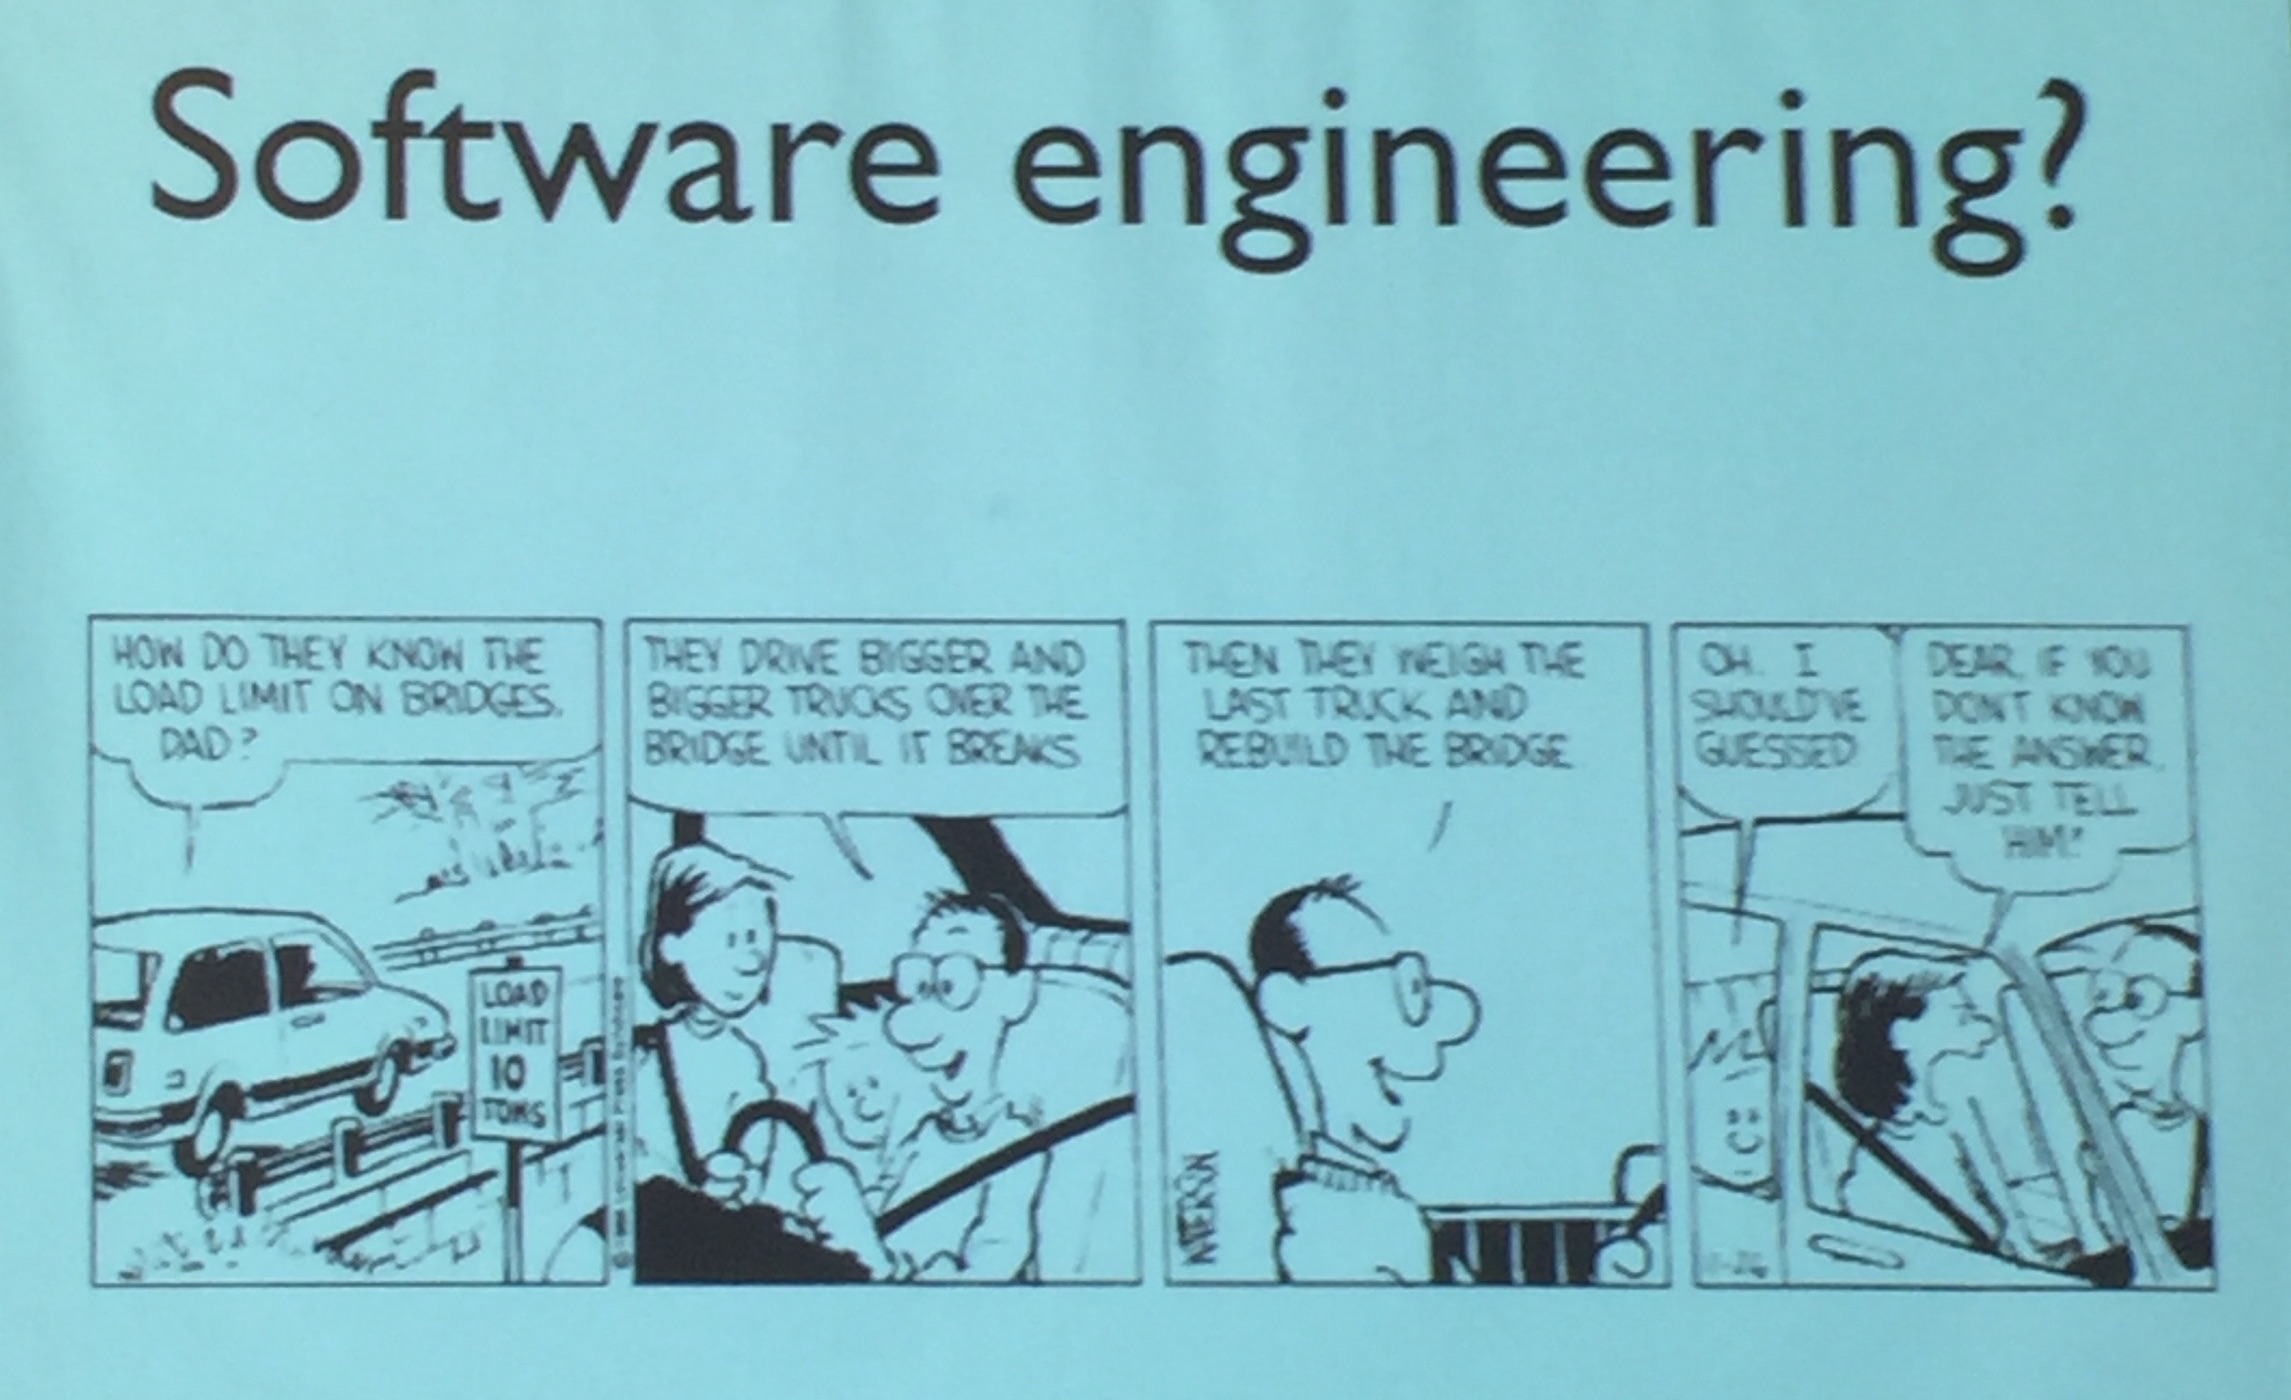 Software engineering?
HOW DO THEY KNOW THE
LOAD LIMIT ON BRIDGES,
DAD?
LOAD
LIMIT
10
TONS
THEY DRIVE BIGGER AND
BIGGER TRUCKS OVER THE
BRIDGE UNTIL IT BREAKS
THEN THEY WEIGH THE
LAST TRUCK AND
REBUILD THE BRIDGE
OH. I
SHOULD'VE
GUESSED
DEAR, IF YOU
DON'T KNOW
THE ANSWER,
JUST TELL
HIM!